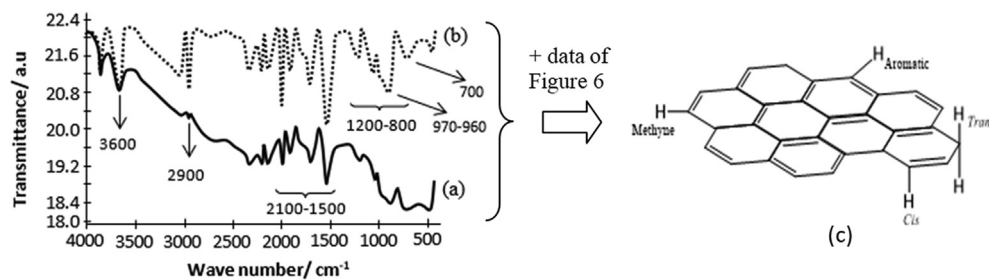 22.4
21.6
20.8
20.0
19.2
18.4
18.0
Transmittance/ a.u
4000 3500 3000 2500 2000 1500 1000 500
Wave number/ cm-1
3600
2900
2100-1500
1200-800
970-960
700
(b)
(a)
+ data of
Figure 6
H
Aromatic
H
Methyne
H
Tran
H
H
Cis
(c)